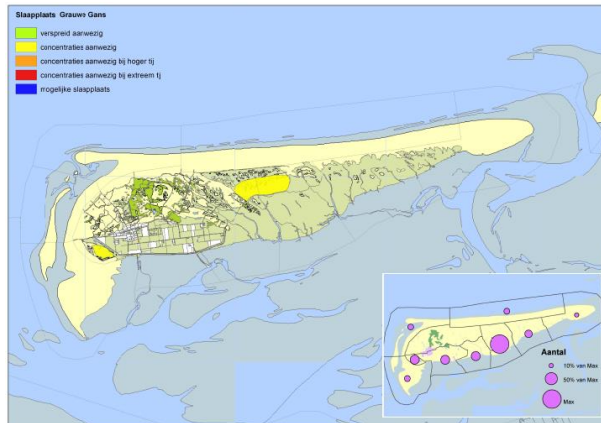 Slaapplaats Grauwe Gans
verspreid aanwezig
concentraties aanwezig
concentraties aanwezig bij hoger tij
concentraties aanwezig bij extreem tij
mogelijke slaapplaats
Aantal
10% van Max
50% van Max
Max